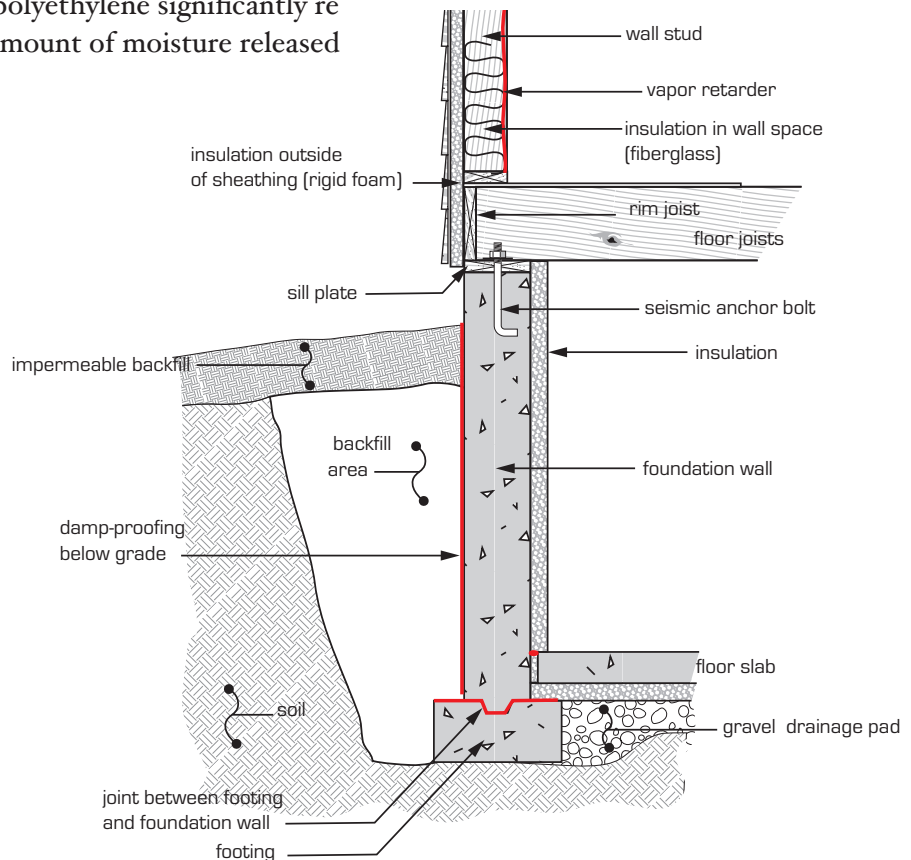 polyethylene significantly re
mount of moisture released
wall stud
vapor retarder
insulation in wall space
(fiberglass)
insulation outside
of sheathing (rigid foam)
rim joist
floor joists
sill plate
seismic anchor bolt
impermeable backfill
insulation
backfill
area
foundation wall
damp-proofing
below grade
floor slab
soil
gravel drainage pad
joint between footing
and foundation wall
footing